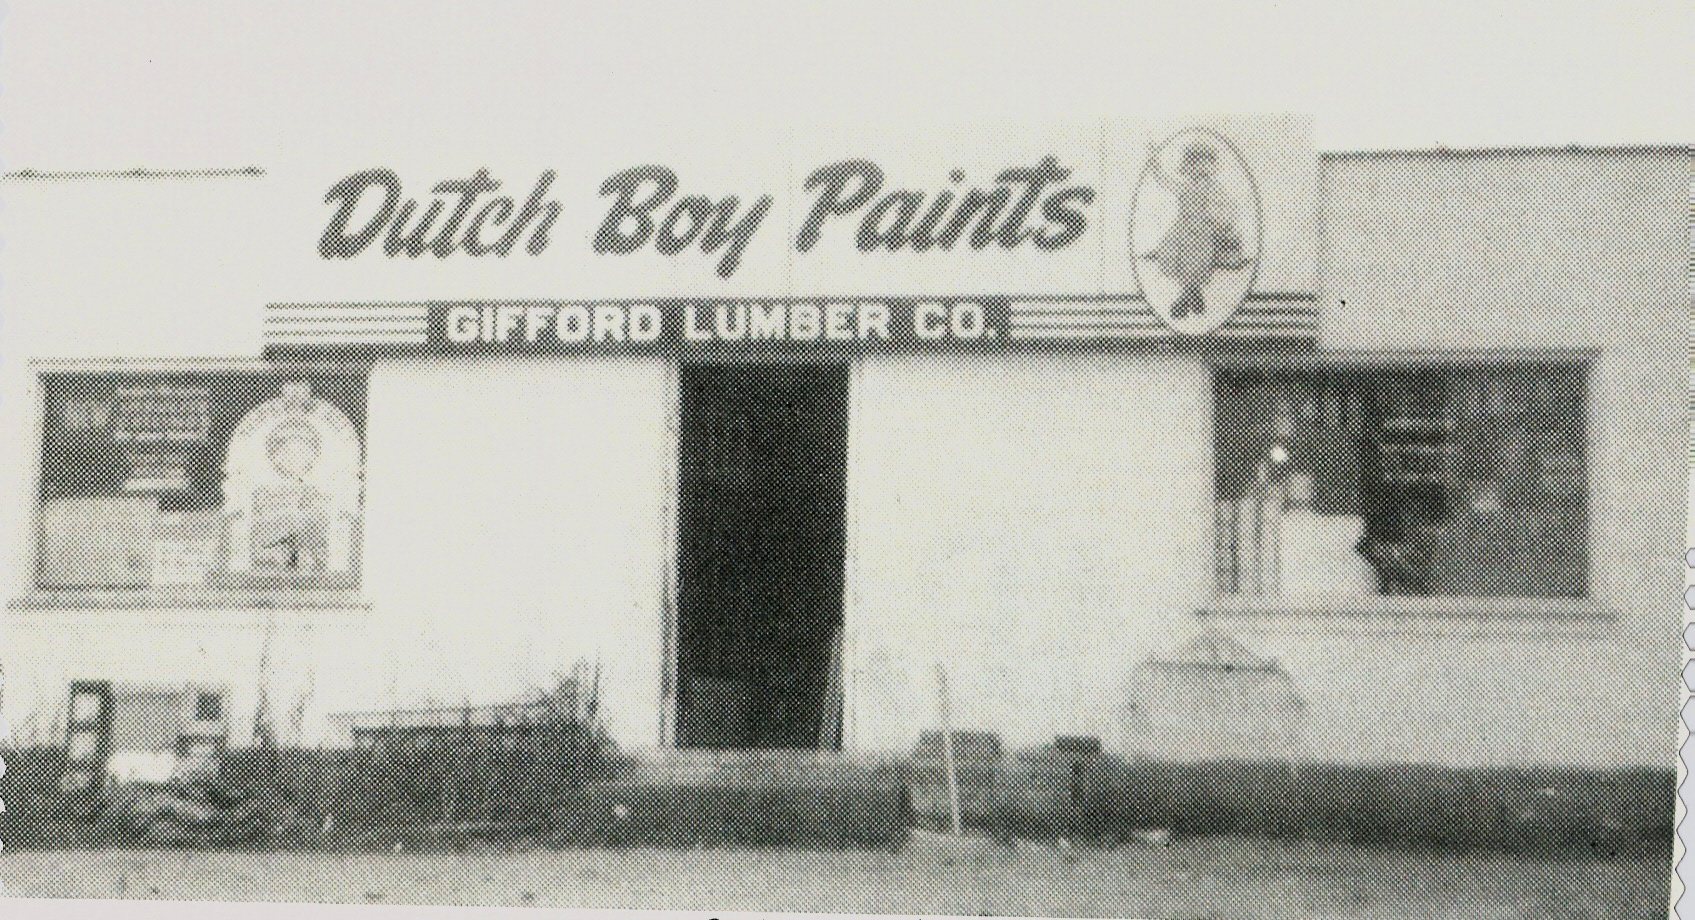 Dutch Boy Paints
GIFFORD LUMBER CO.